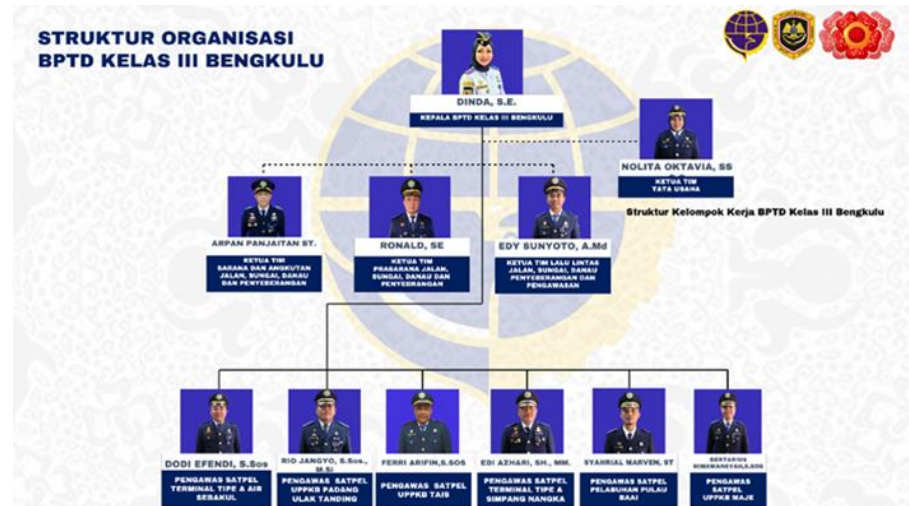 STRUKTUR ORGANISASI
BPTD KELAS III BENGKULU
DINDA, S.E.
KEPALA BPTD KELAS III BENGKULU
NOLITA OKTAVIA, SS
KETUA TIM
TATA USAHA
Struktur Kelompok Kerja BPTD Kelas III Bengkulu
ARPAN PANJAITAN ST.
KETUA TIM
SARANA DAN ANGKUTAN
JALAN, SUNGAI, DANAU
DAN PENYEBERANGAN
RONALD, SE
KETUA TIM
PRASARANA JALAN,
SUNGAI, DANAU DAN
PENYEBRANGAN
EDY SUNYOTO, A.Md
KETUA TIM LALU LINTAS
JALAN, SUNGAI, DANAU
PENYEBERANGAN DAN
PENGAWASAN
DODI EFENDI, S.Sos
PENGAWAS SATPEL
TERMINAL TIPE A AIR
SEBAKUL
RIO JANGYO, S.Sos.,
M.Si
PENGAWAS SATPEL
UPPKB PADANG
ULAK TANDING
FERRI ARIFIN,S.SOS
PENGAWAS SATPEL
UPPKB TAIS
EDI AZHARI, SH., MM.
PENGAWAS SATPEL
TERMINAL TIPE A
SIMPANG NANGKA
SYAHRIAL MARVEN, ST
PENGAWAS SATPEL
PELABUHAN PULAU
BAAI
PENGAWAS
SATPEL
UPPKB MAJE